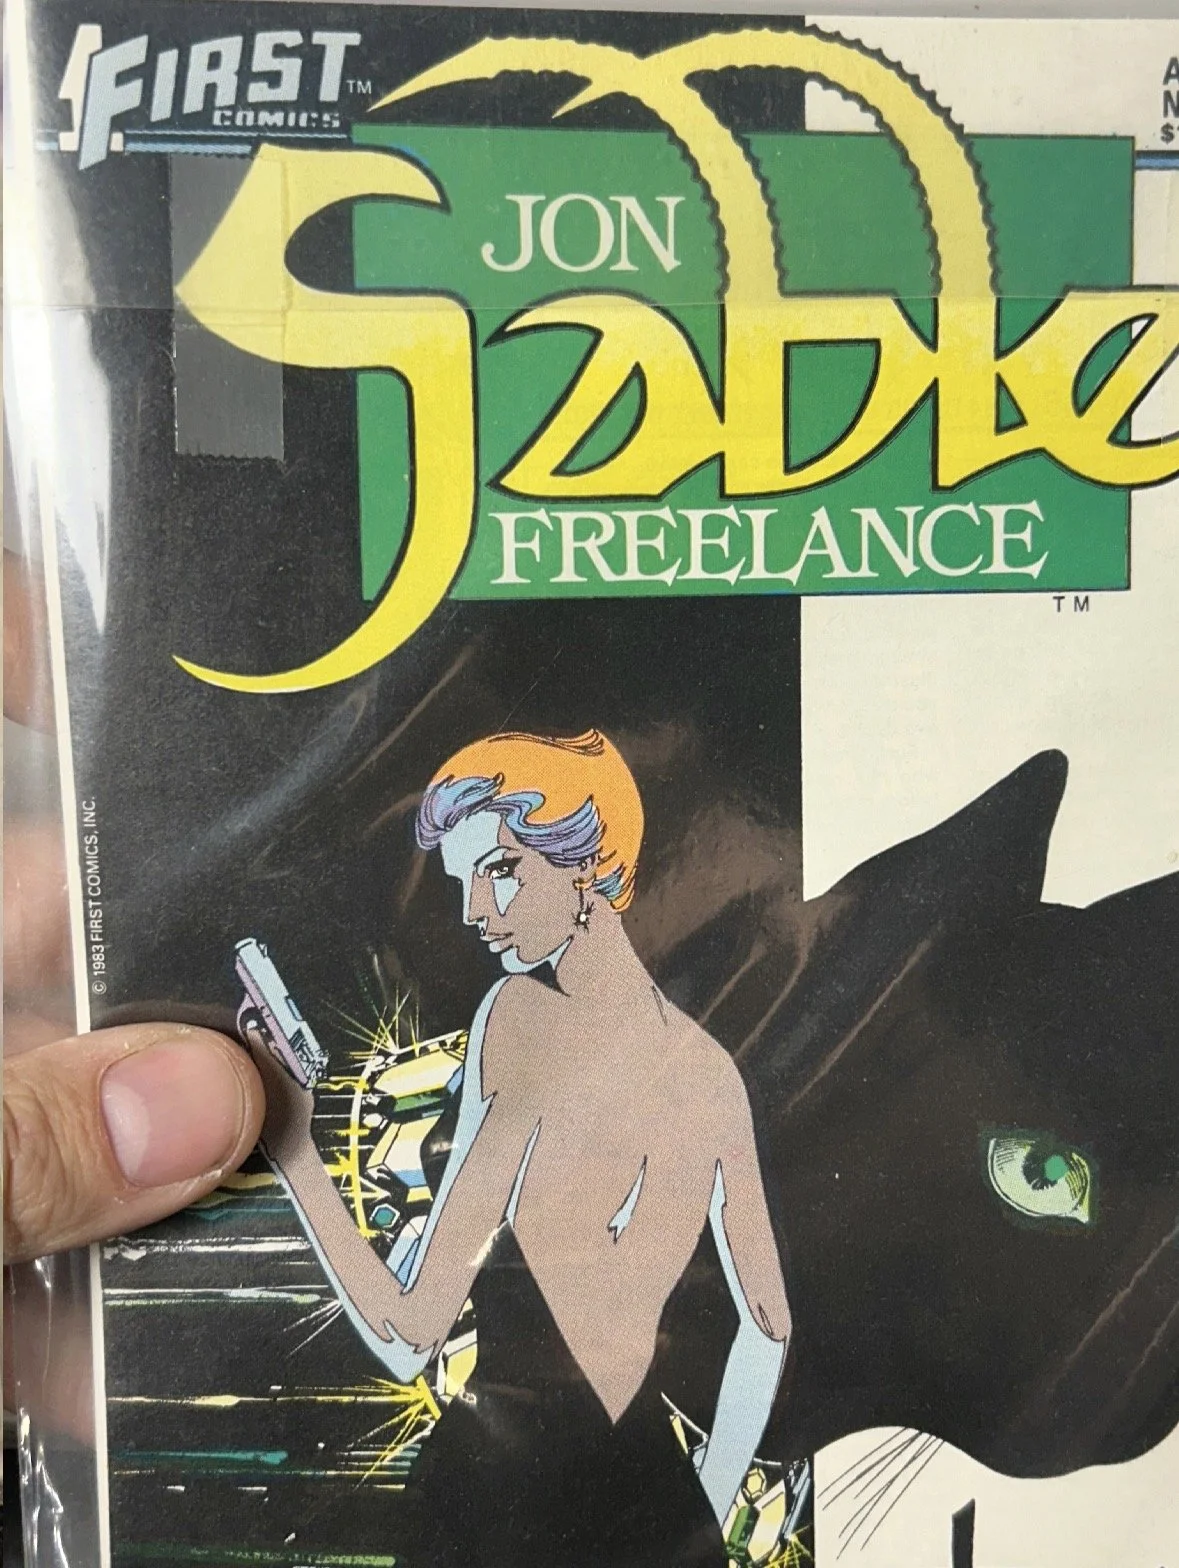 FIRST TM
COMICS
A
N
$
JON
Sable
FREELANCE
TM
© 1983 FIRST COMICS, INC.